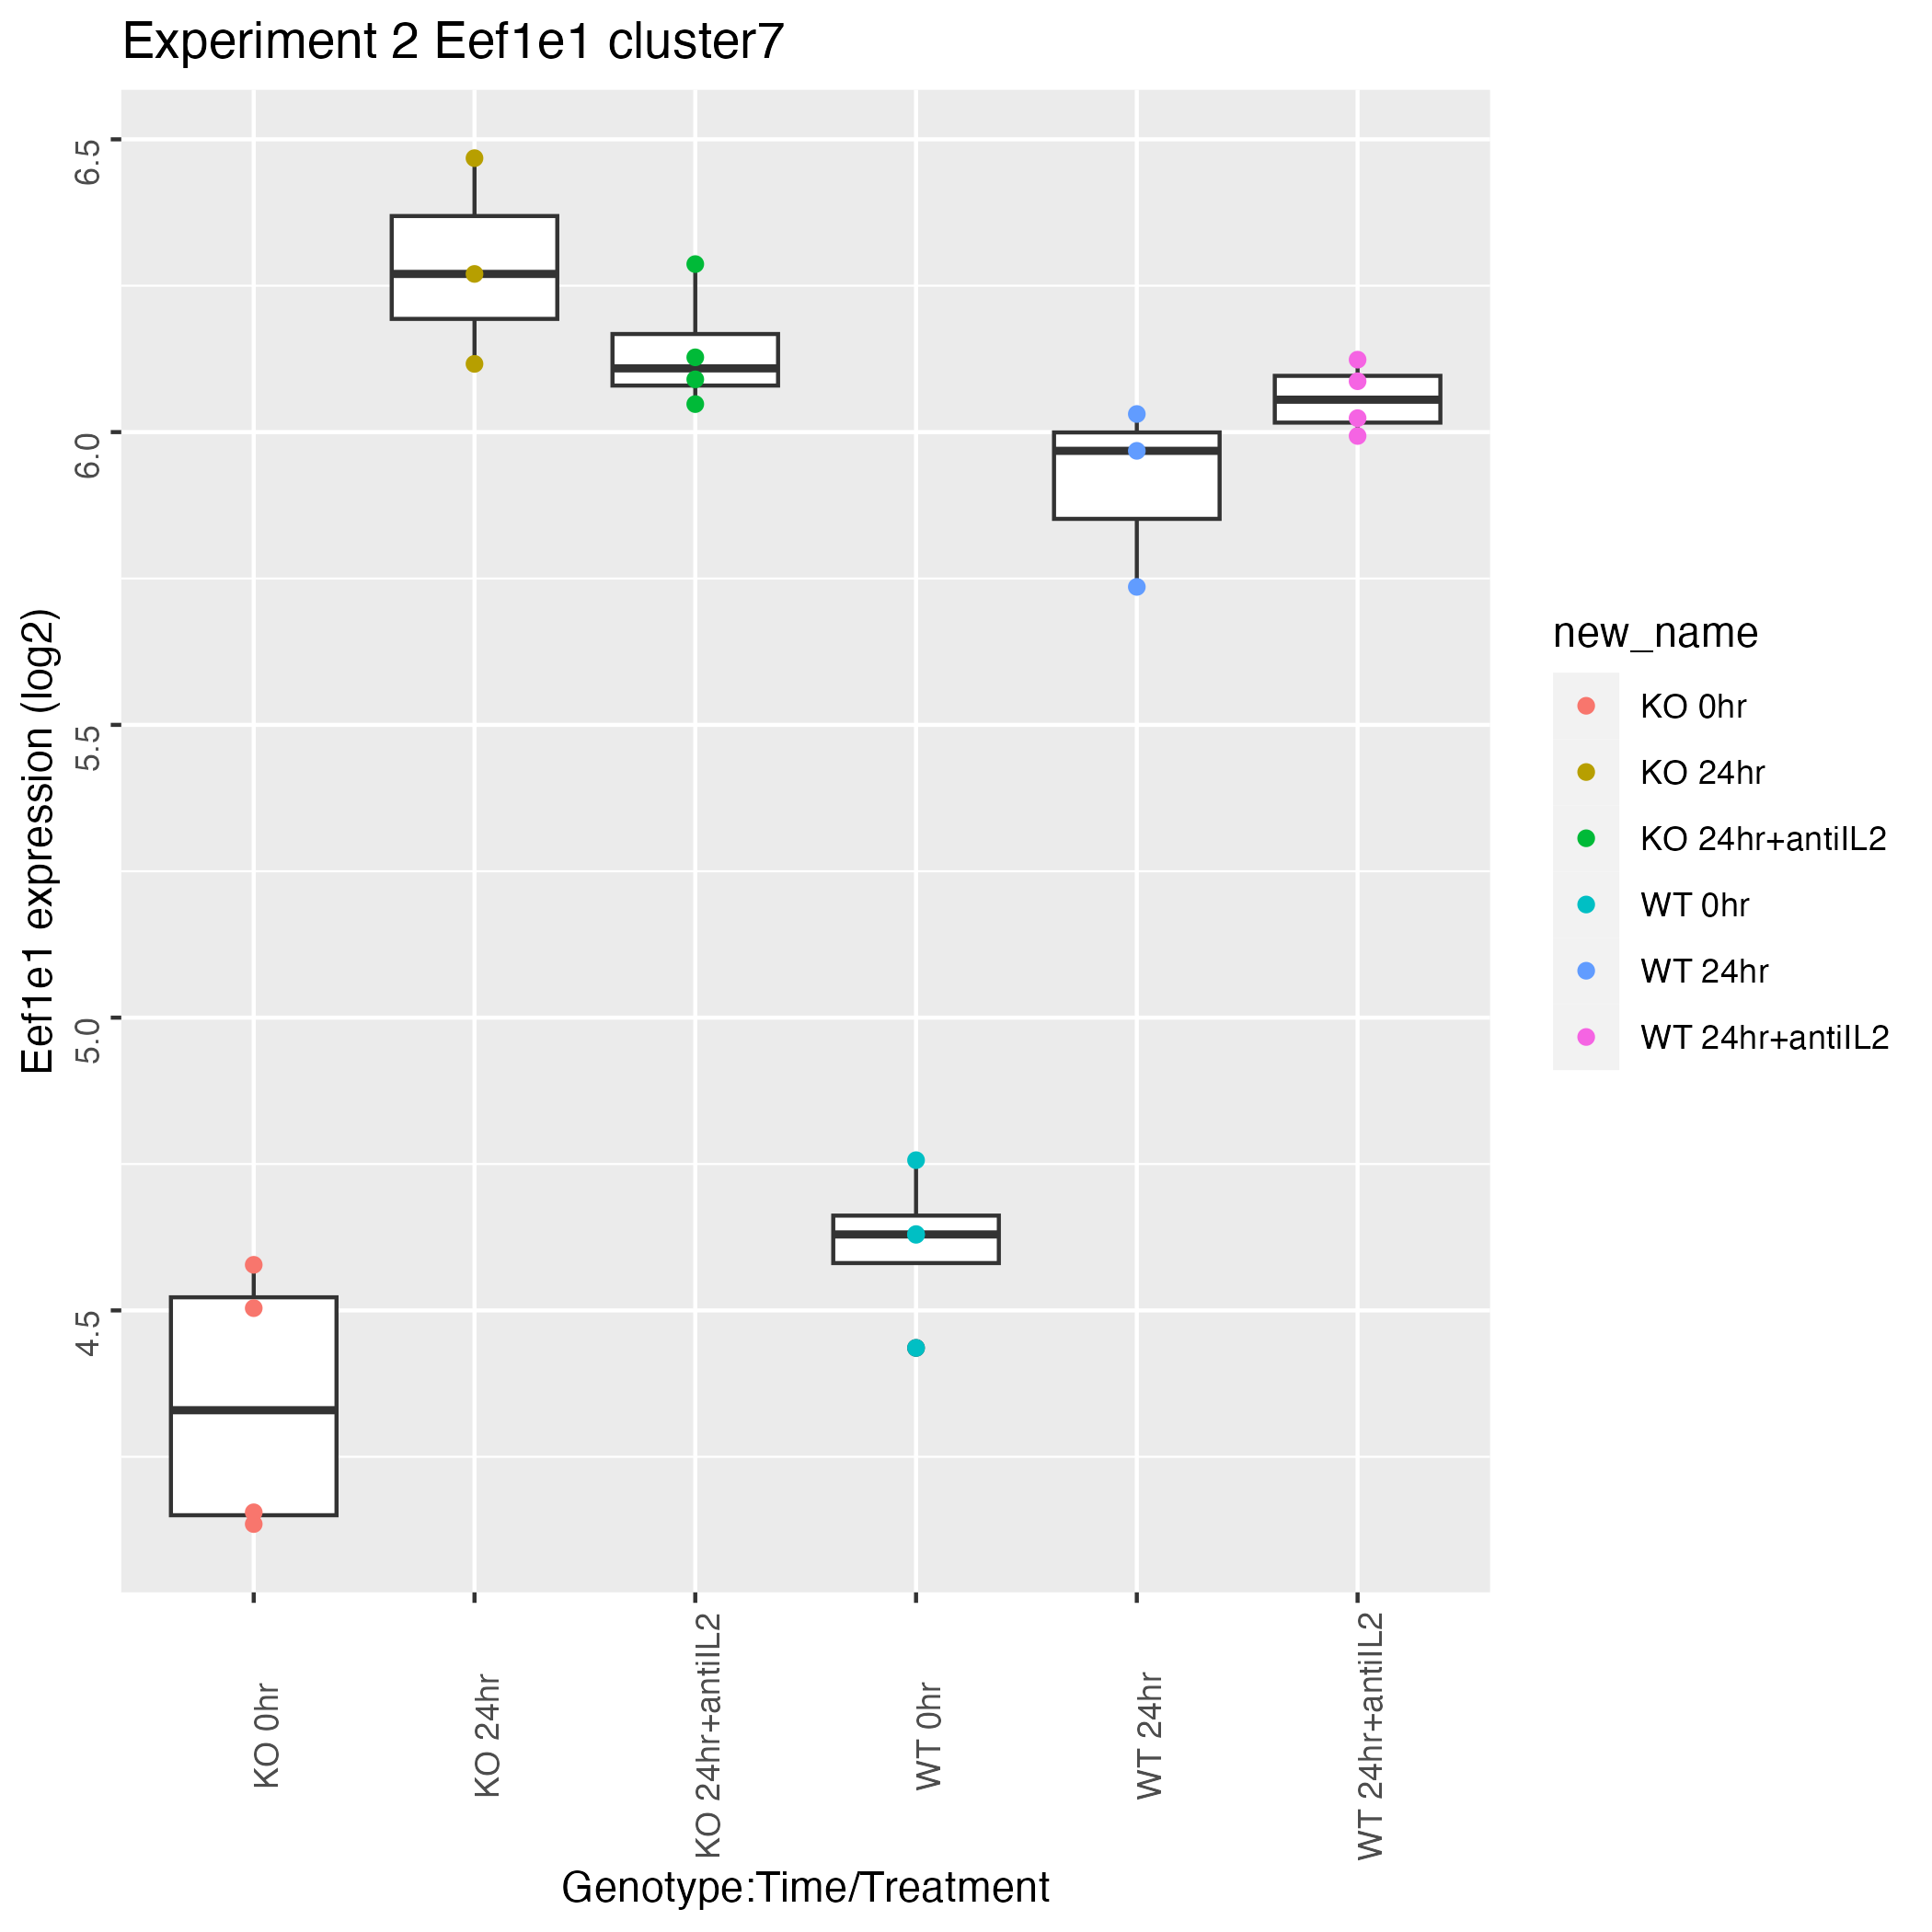 Experiment 2 Eef1e1 cluster7
Eef1e1 expression (log2)
6.5
6.0
5.5
5.0
4.5
KO 0hr
KO 24hr
KO 24hr+antiIL2
WT 0hr
WT 24hr
WT 24hr+antiIL2
Genotype:Time/Treatment
new_name
KO 0hr
KO 24hr
KO 24hr+antiIL2
WT 0hr
WT 24hr
WT 24hr+antiIL2